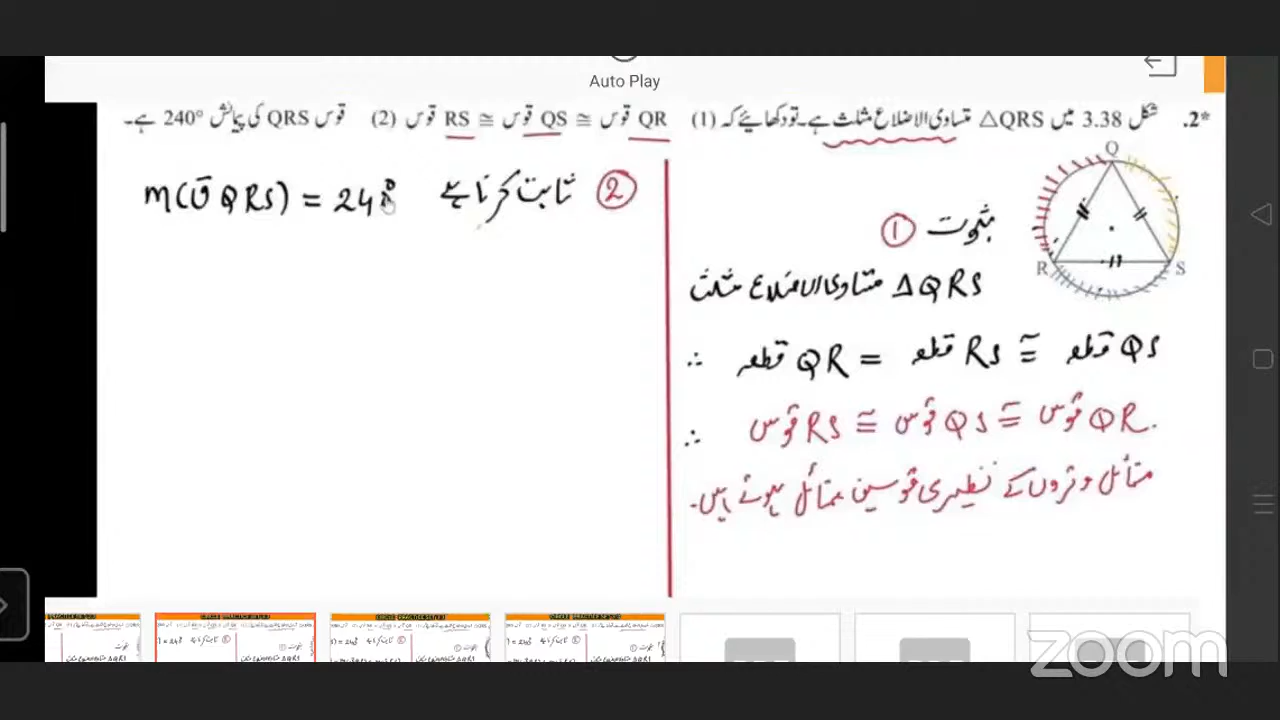 Auto Play
*2. شکل 3.38 میں △QRS متساوی الاضلاع مثلث ہے۔ تو دکھائیے کہ (1) قوس QR ≅ قوس QS ≅ قوس RS (2) قوس QRS کی پیمائش 240° ہے۔
Q
R
S
ثبوت ①
△QRS متساوی الاضلاع مثلث
∴ قطعہ QR = قطعہ RS ≅ قطعہ QS
∴ قوس RS ≅ قوس QS ≅ قوس QR.
متماثل وتروں کے نظیری قوسین متماثل ہوتے ہیں۔
② ثابت کرنا ہے
m(قوس QRS) = 240°
zoom